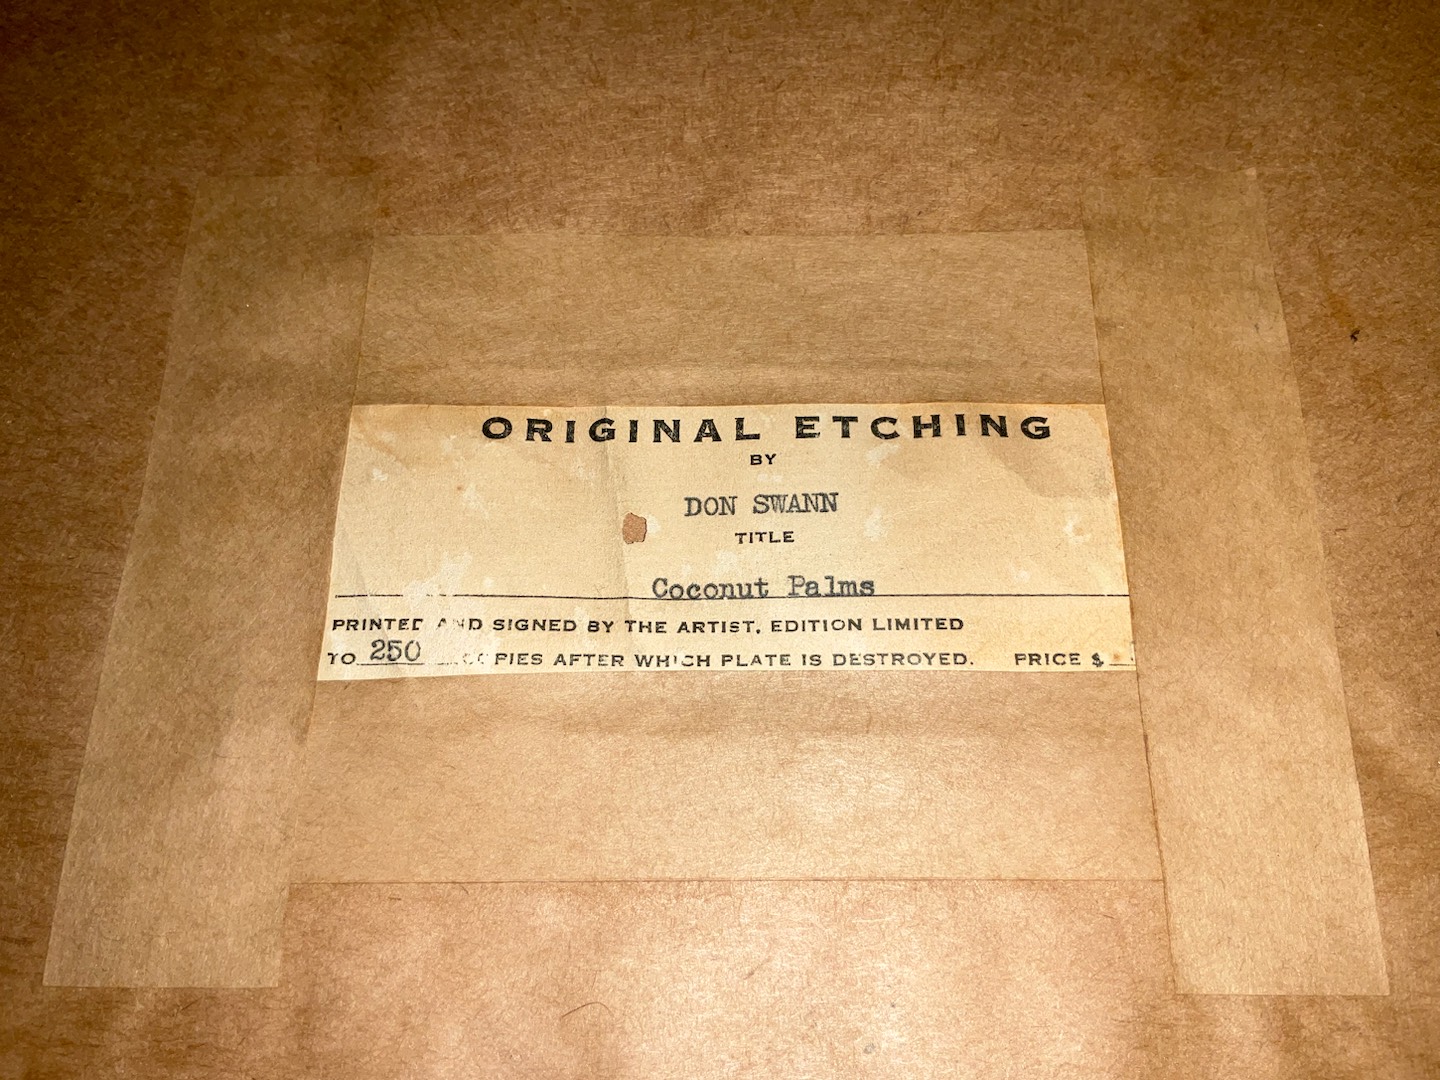 ORIGINAL ETCHING
BY
DON SWANN
TITLE
Coconut Palms
PRINTED AND SIGNED BY THE ARTIST, EDITION LIMITED
TO 250 COPIES AFTER WHICH PLATE IS DESTROYED. PRICE $